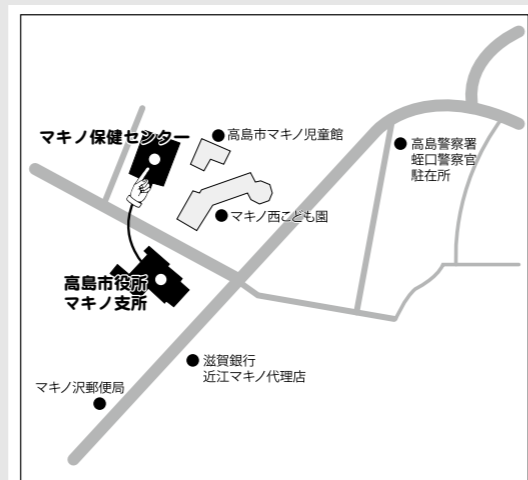 マキノ保健センター
高島市マキノ児童館
高島警察署
蛭口警察官
駐在所
マキノ西こども園
高島市役所
マキノ支所
滋賀銀行
近江マキノ代理店
マキノ沢郵便局